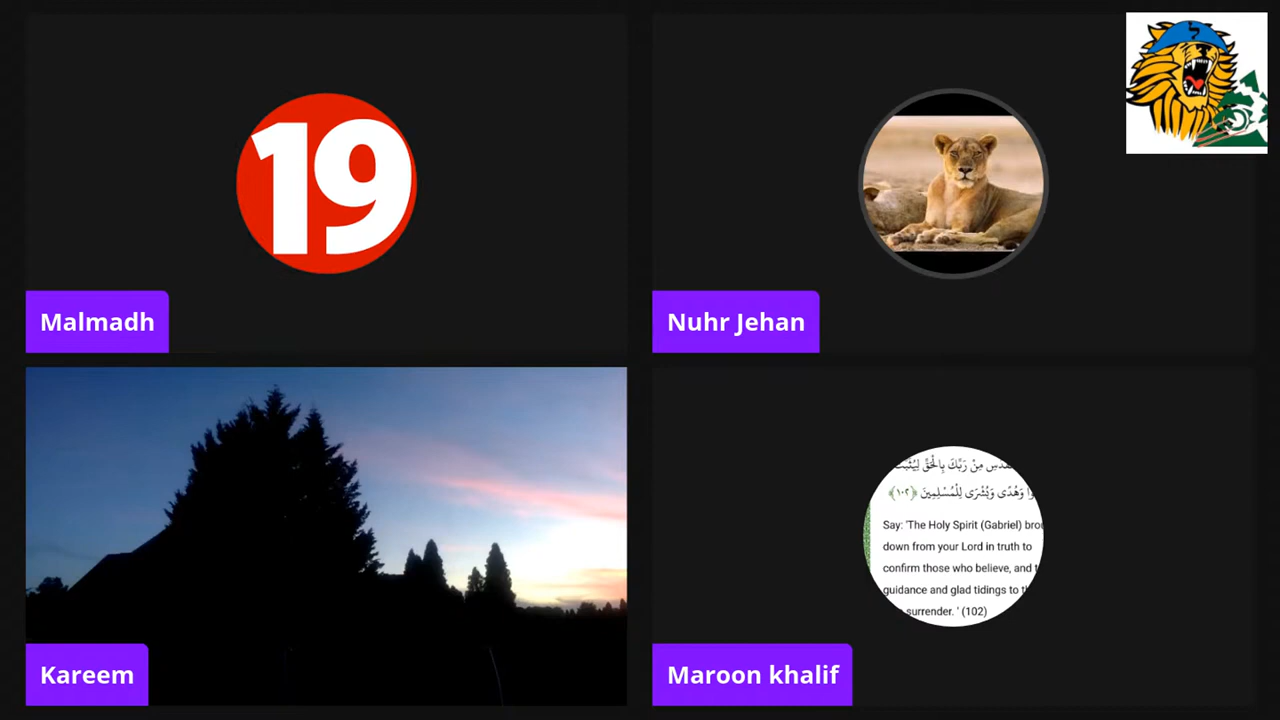 19
Malmadh
Nuhr Jehan
Kareem
مِنْ رَبِّكَ بِالْحَقِّ
وَهُدًى وَبُشْرَى لِلْمُسْلِمِينَ ﴿١٠٢﴾
Say: 'The Holy Spirit (Gabriel)
down from your Lord in truth to
confirm those who believe, and
guidance and glad tidings to
surrender. ' (102)
Maroon khalif